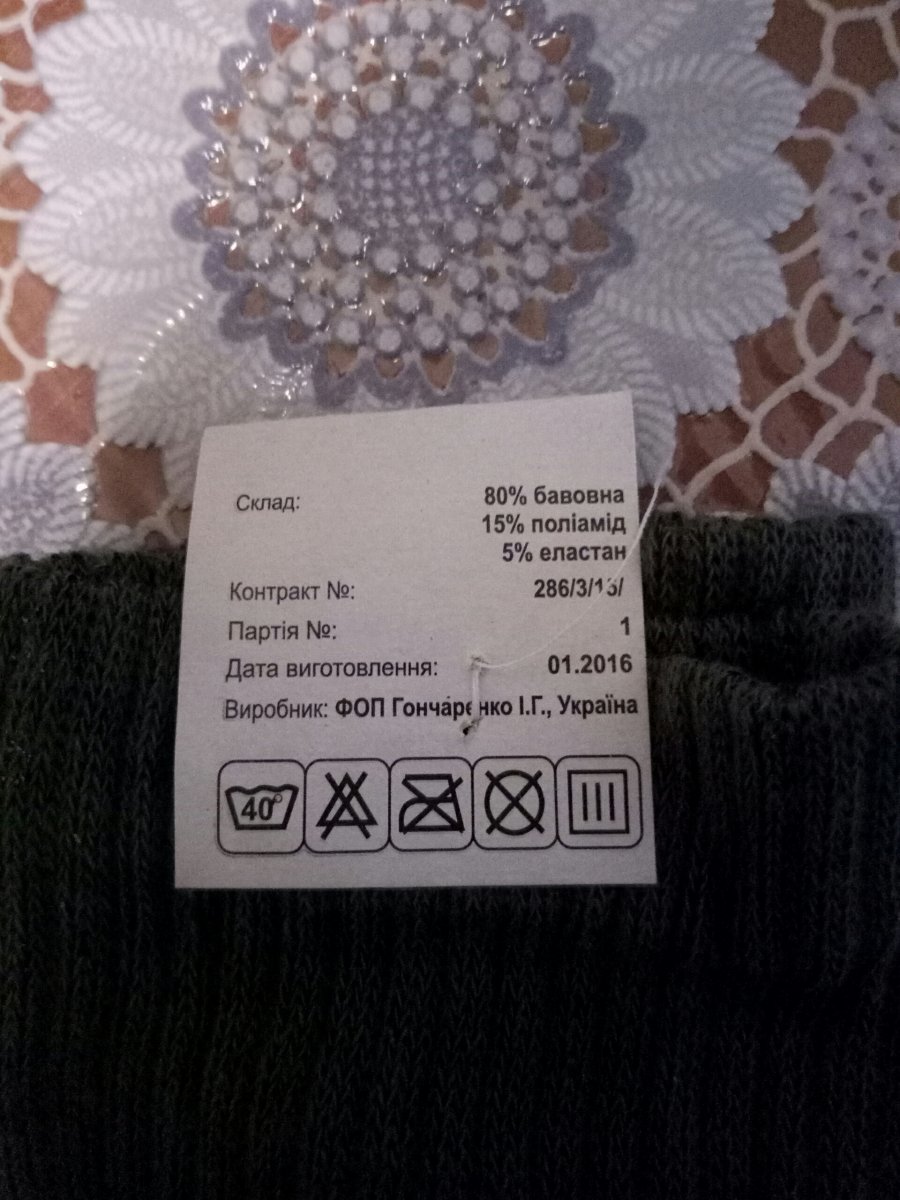 Склад: 80% бавовна
15% поліамід
5% еластан
Контракт №: 286/3/15/
Партія №: 1
Дата виготовлення: 01.2016
Виробник: ФОП Гончаренко І.Г., Україна
40°